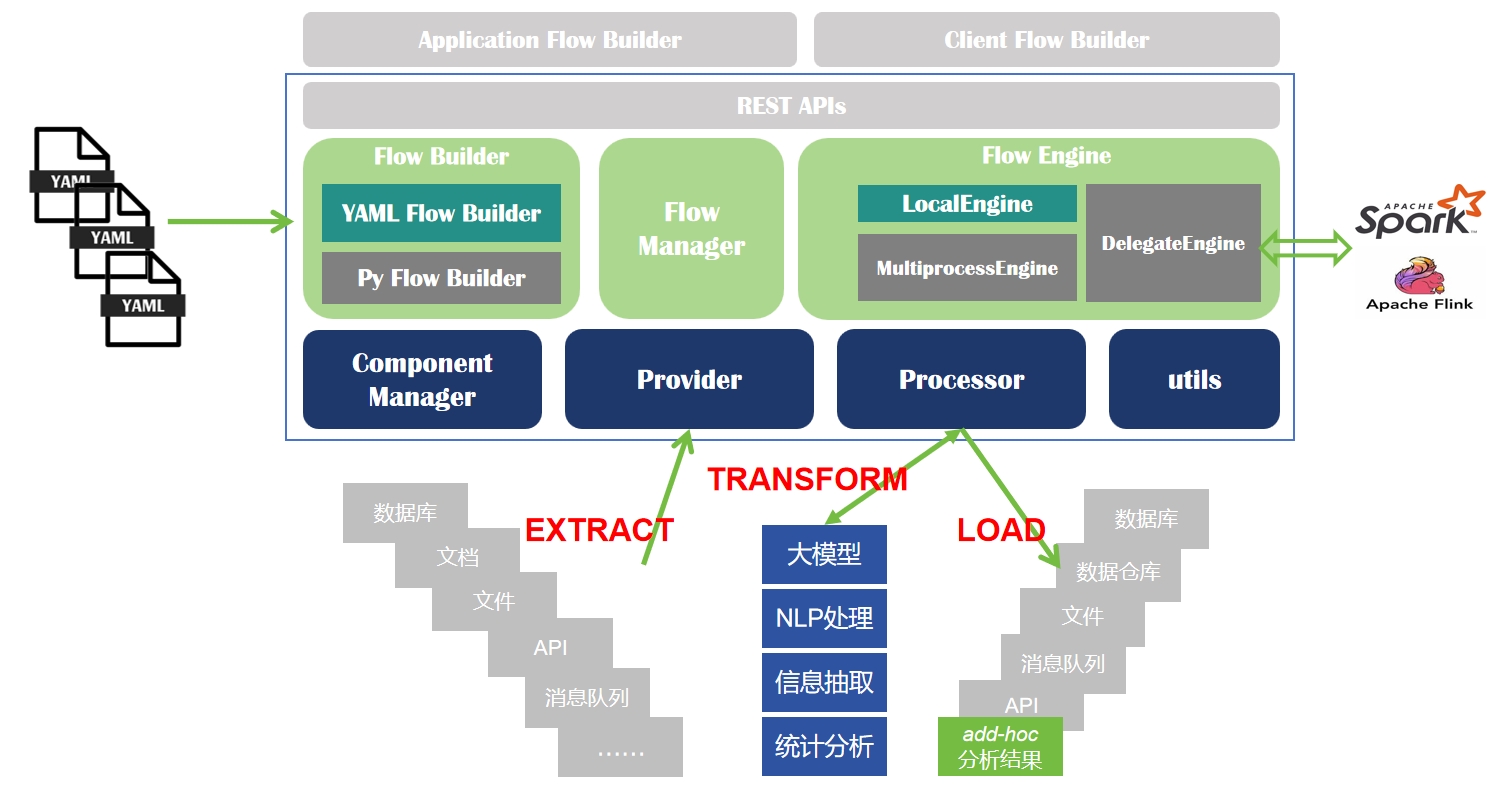 Application Flow Builder
Client Flow Builder
REST APIs
YAML
YAML
YAML
Flow Builder
YAML Flow Builder
Py Flow Builder
Flow
Manager
Flow Engine
LocalEngine
MultiprocessEngine
DelegateEngine
APACHE
Spark
TM
Apache Flink
Component
Manager
Provider
Processor
utils
EXTRACT
TRANSFORM
LOAD
数据库
文档
文件
API
消息队列
……
大模型
NLP处理
信息抽取
统计分析
数据库
数据仓库
文件
消息队列
API
add-hoc
分析结果